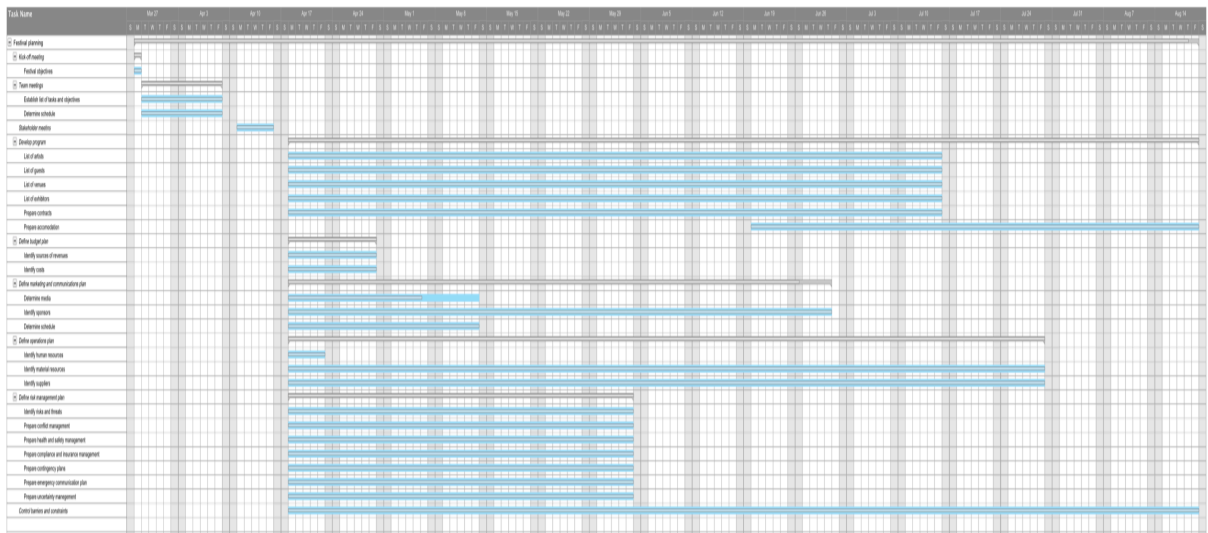 Task Name
Mar 27 Apr 3 Apr 10 Apr 17 Apr 24 May 1 May 8 May 15 May 22 May 29 Jun 5 Jun 12 Jun 19 Jun 26 Jul 3 Jul 10 Jul 17 Jul 24 Jul 31 Aug 7 Aug 14
S M T W T F S S M T W T F S S M T W T F S S M T W T F S S M T W T F S S M T W T F S S M T W T F S S M T W T F S S M T W T F S S M T W T F S S M T W T F S S M T W T F S S M T W T F S S M T W T F S S M T W T F S S M T W T F S S M T W T F S S M T W T F S S M T W T F S S M T W T F S
Festival planning
Kick-off meeting
Festival objectives
Team meetings
Establish list of tasks and objectives
Determine schedule
Stakeholder meetins
Develop program
List of artists
List of guests
List of venues
List of exhibitors
Prepare contracts
Prepare accomodation
Define budget plan
Identify sources of revenues
Identify costs
Define marketing and communications plan
Determine media
Identify sponsors
Determine schedule
Define operations plan
Identify human resources
Identify material resources
Identify suppliers
Define risk management plan
Identify risks and threats
Prepare conflict management
Prepare health and safety management
Prepare compliance and insurance management
Prepare contingency plans
Prepare emergency communication plan
Prepare uncertainty management
Control barriers and constraints